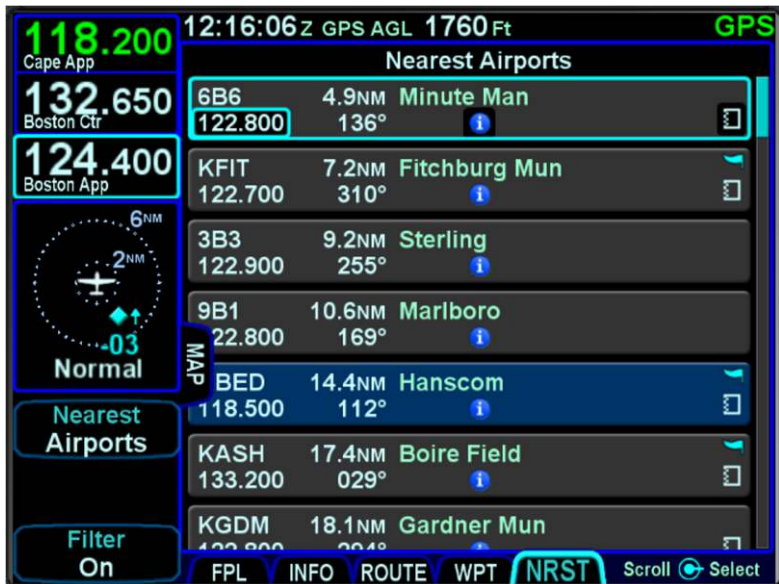 118.200
Cape App
132.650
Boston Ctr
124.400
Boston App
12:16:06 Z GPS AGL 1760 Ft
GPS
Nearest Airports
6B6 4.9NM Minute Man
122.800 136°
KFIT 7.2NM Fitchburg Mun
122.700 310°
3B3 9.2NM Sterling
122.900 255°
9B1 10.6NM Marlboro
22.800 169°
BED 14.4NM Hanscom
118.500 112°
KASH 17.4NM Boire Field
133.200 029°
KGDM 18.1NM Gardner Mun
6NM
2NM
-03
Normal
MAP
Nearest
Airports
Filter
On
FPL INFO ROUTE WPT NRST Scroll Select